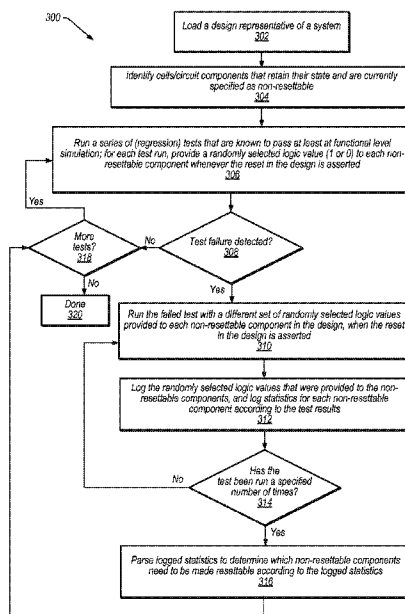 300
Load a design representative of a system
302
Identify cells/circuit components that retain their state and are currently
specified as non-resettable
304
Run a series of (regression) tests that are known to pass at least at functional level
simulation; for each test run, provide a randomly selected logic value (1 or 0) to each non-
resettable component whenever the reset in the design is asserted
306
Yes
More
tests?
318
No
Test failure detected?
308
No
Done
320
Yes
Run the failed test with a different set of randomly selected logic values
provided to each non-resettable component in the design, when the reset
in the design is asserted
310
Log the randomly selected logic values that were provided to the non-
resettable components, and log statistics for each non-resettable
component according to the test results
312
No
Has the
test been run a specified
number of times?
314
Yes
Parse logged statistics to determine which non-resettable components
need to be made resettable according to the logged statistics
316